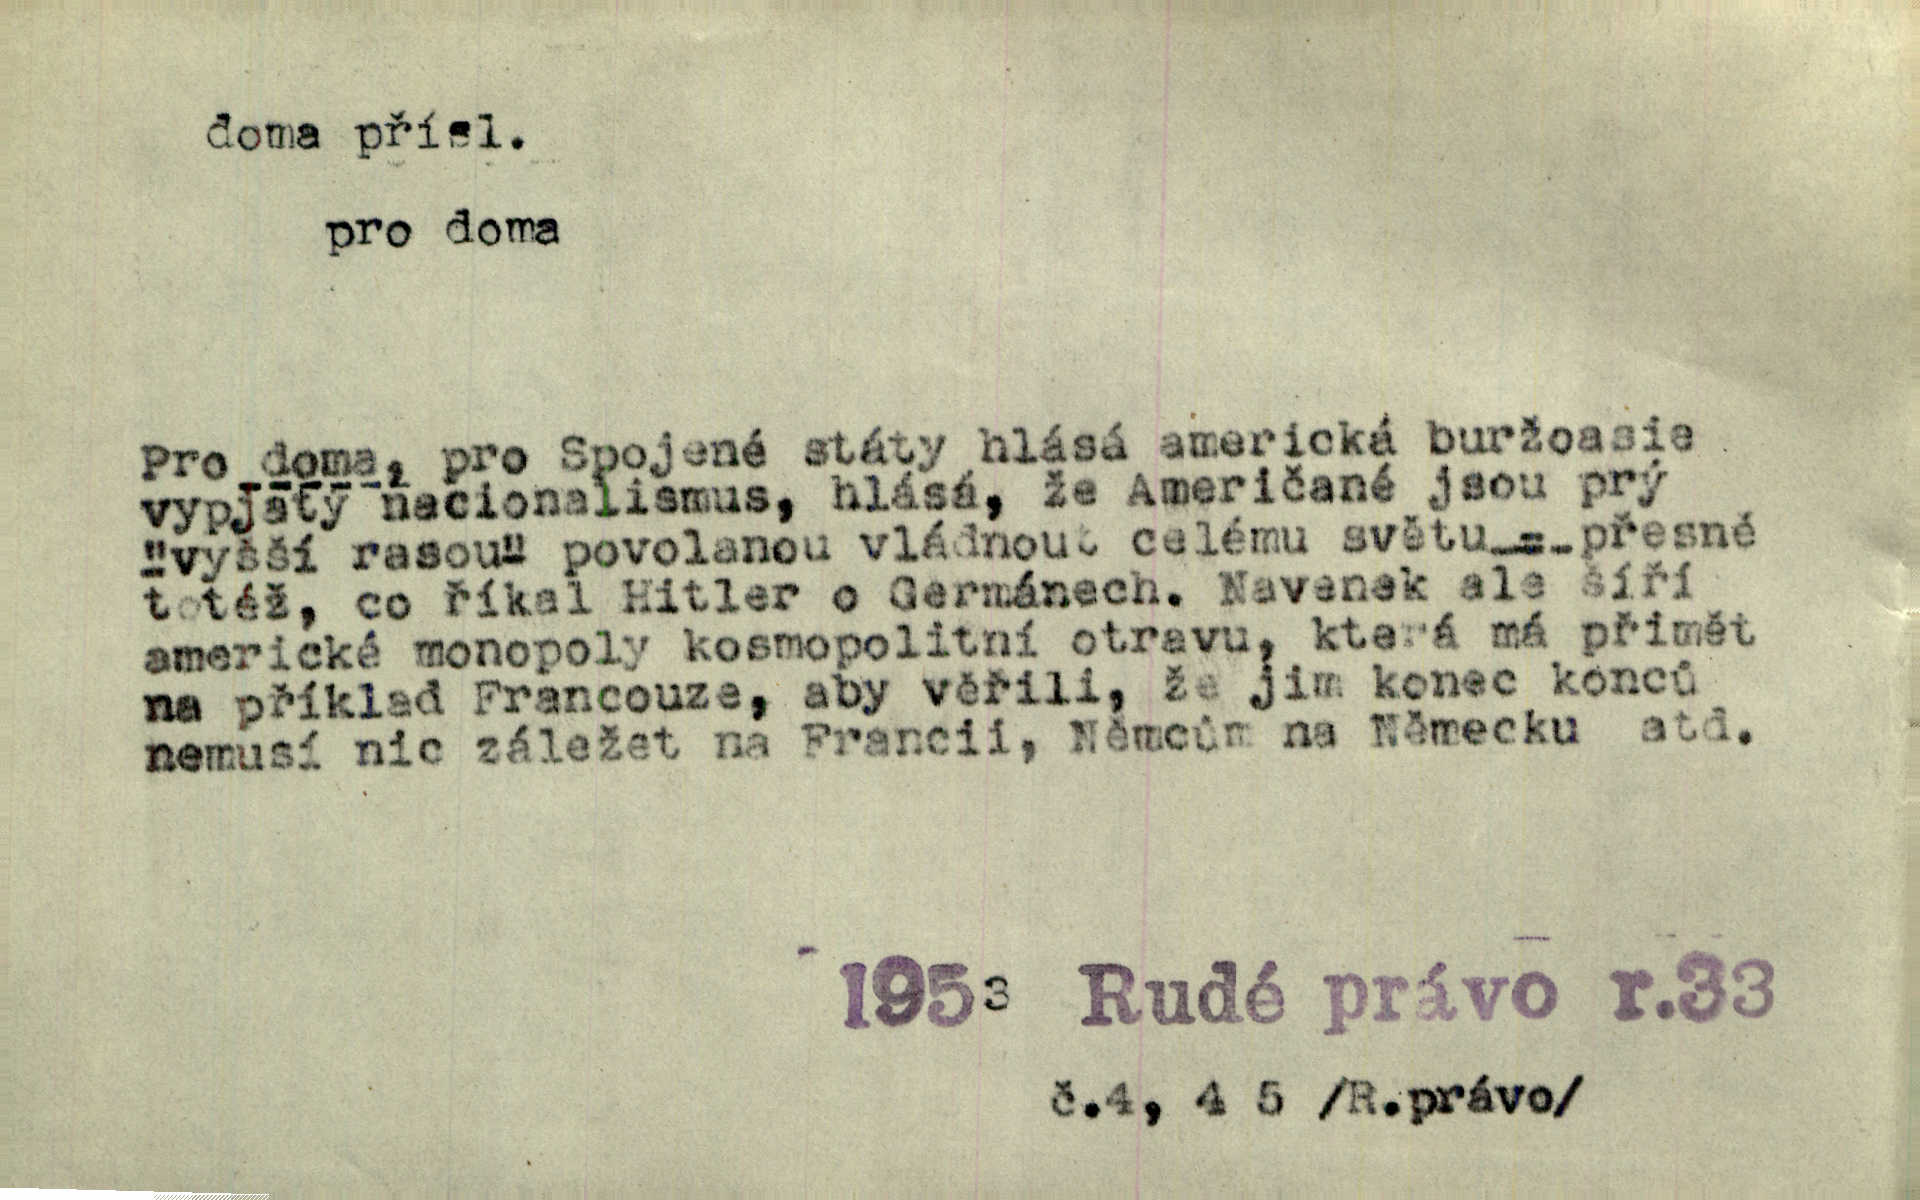 doma přísl.
pro doma
Pro doma, pro Spojené státy hlásá americká buržoasie
vypjatý nacionalismus, hlásá, že Američané jsou prý
"vyšší rasou" povolanou vládnout celému světu - přesné
totéž, co říkal Hitler o Germánech. Navenek ale šíří
americké monopoly kosmopolitní otravu, která má přimět
na příklad Francouze, aby věřili, že jim konec konců
nemusí nic záležet na Francii, Němcům na Německu atd.
1953 Rudé právo r.33
č.4, 4 5 /R.právo/